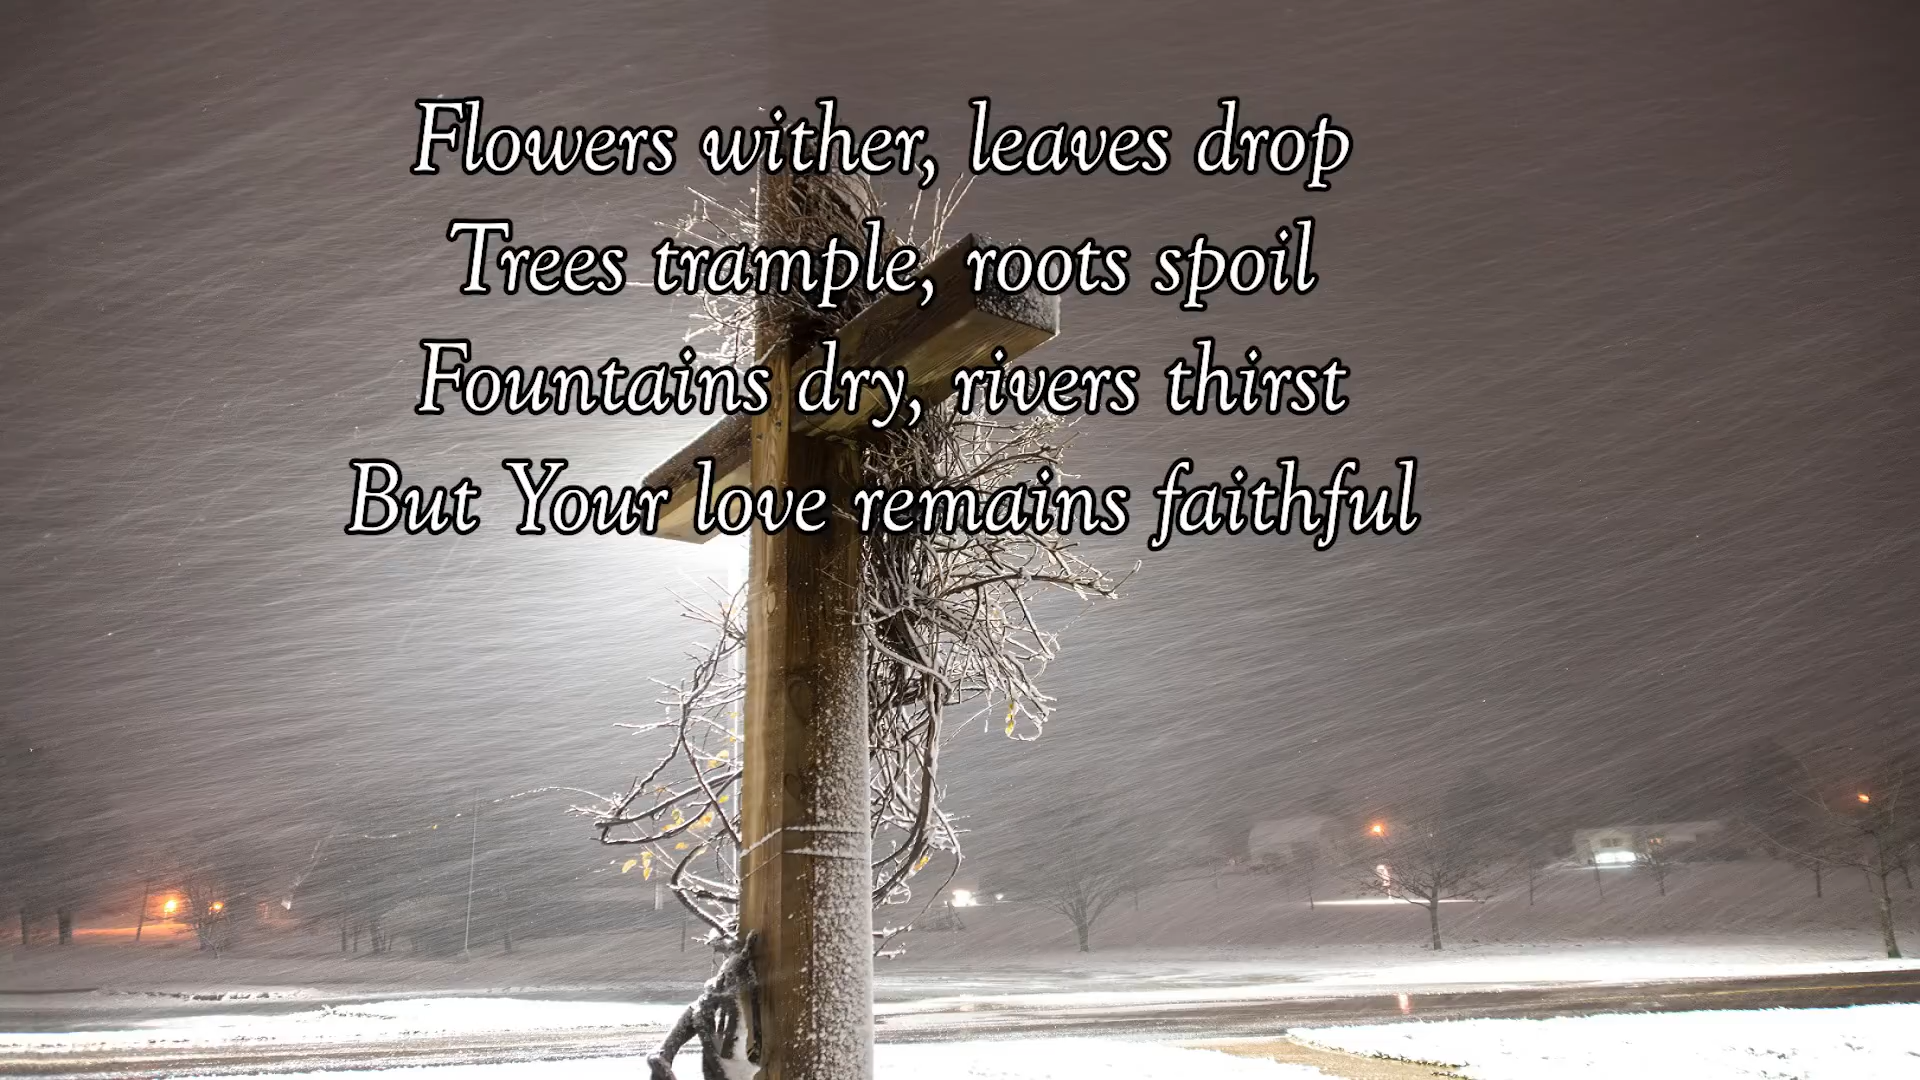 Flowers wither, leaves drop
Trees trample, roots spoil
Fountains dry, rivers thirst
But Your love remains faithful